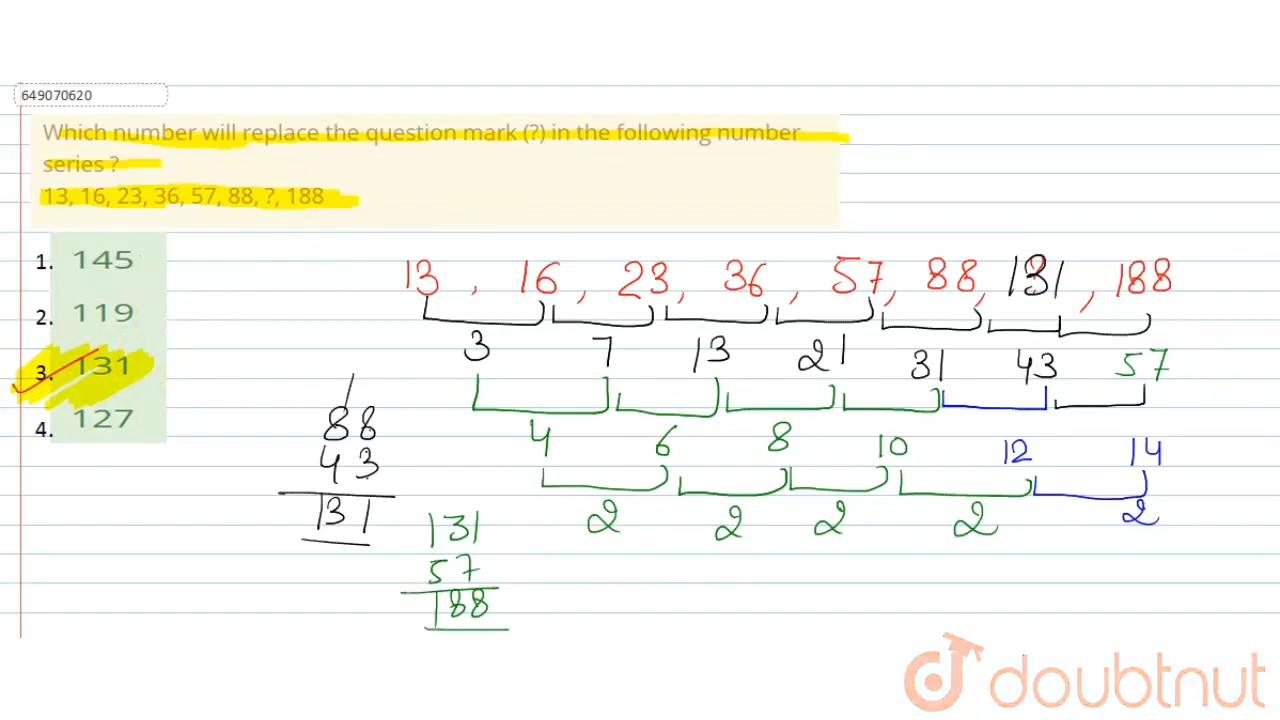 649070620
Which number will replace the question mark (?) in the following number
series ?
13, 16, 23, 36, 57, 88, ?, 188
1. 145
2. 119
3. 131
4. 127
13, 16, 23, 36, 57, 88, 131, 188
3 7 13 21 31 43 57
4 6 8 10 12 14
2 2 2 2 2
1
88
43
131
131
57
188
doubtnut